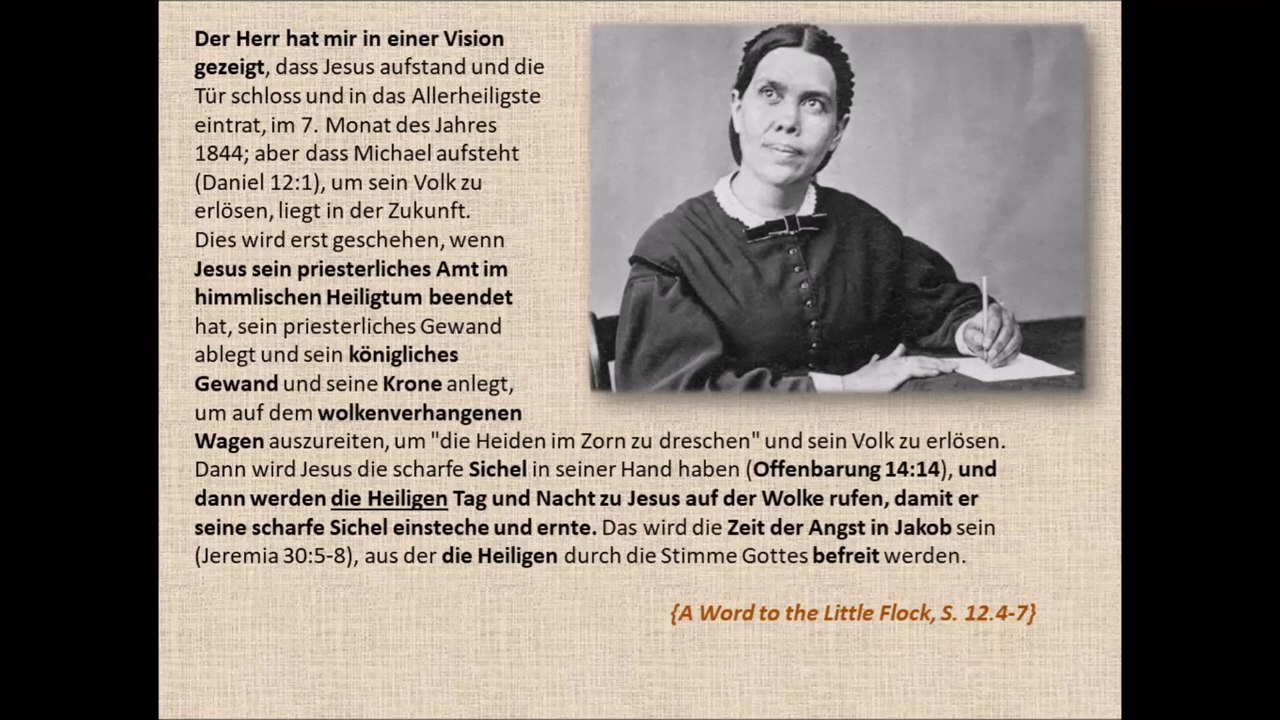 Der Herr hat mir in einer Vision
gezeigt, dass Jesus aufstand und die
Tür schloss und in das Allerheiligste
eintrat, im 7. Monat des Jahres
1844; aber dass Michael aufsteht
(Daniel 12:1), um sein Volk zu
erlösen, liegt in der Zukunft.
Dies wird erst geschehen, wenn
Jesus sein priesterliches Amt im
himmlischen Heiligtum beendet
hat, sein priesterliches Gewand
ablegt und sein königliches
Gewand und seine Krone anlegt,
um auf dem wolkenverhangenen
Wagen auszureiten, um "die Heiden im Zorn zu dreschen" und sein Volk zu erlösen.
Dann wird Jesus die scharfe Sichel in seiner Hand haben (Offenbarung 14:14), und
dann werden die Heiligen Tag und Nacht zu Jesus auf der Wolke rufen, damit er
seine scharfe Sichel einsteche und ernte. Das wird die Zeit der Angst in Jakob sein
(Jeremia 30:5-8), aus der die Heiligen durch die Stimme Gottes befreit werden.
{A Word to the Little Flock, S. 12.4-7}